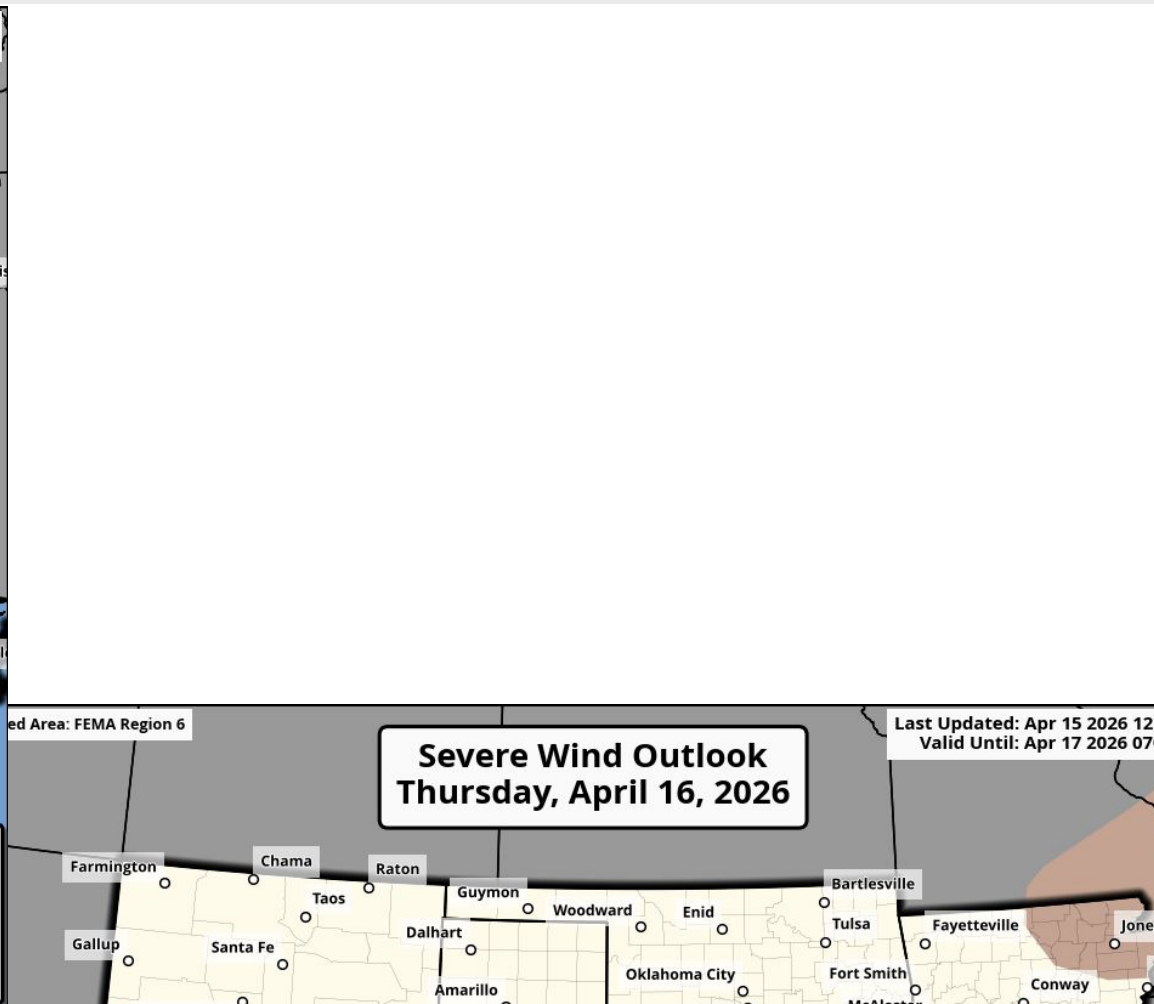 ed Area: FEMA Region 6
Severe Wind Outlook
Thursday, April 16, 2026
Last Updated: Apr 15 2026 12
Valid Until: Apr 17 2026 07
Farmington
Chama
Raton
Taos
Guymon
Woodward
Enid
Bartlesville
Tulsa
Fayetteville
Jone
Gallup
Santa Fe
Dalhart
Oklahoma City
Fort Smith
Amarillo
Conway
McAlester